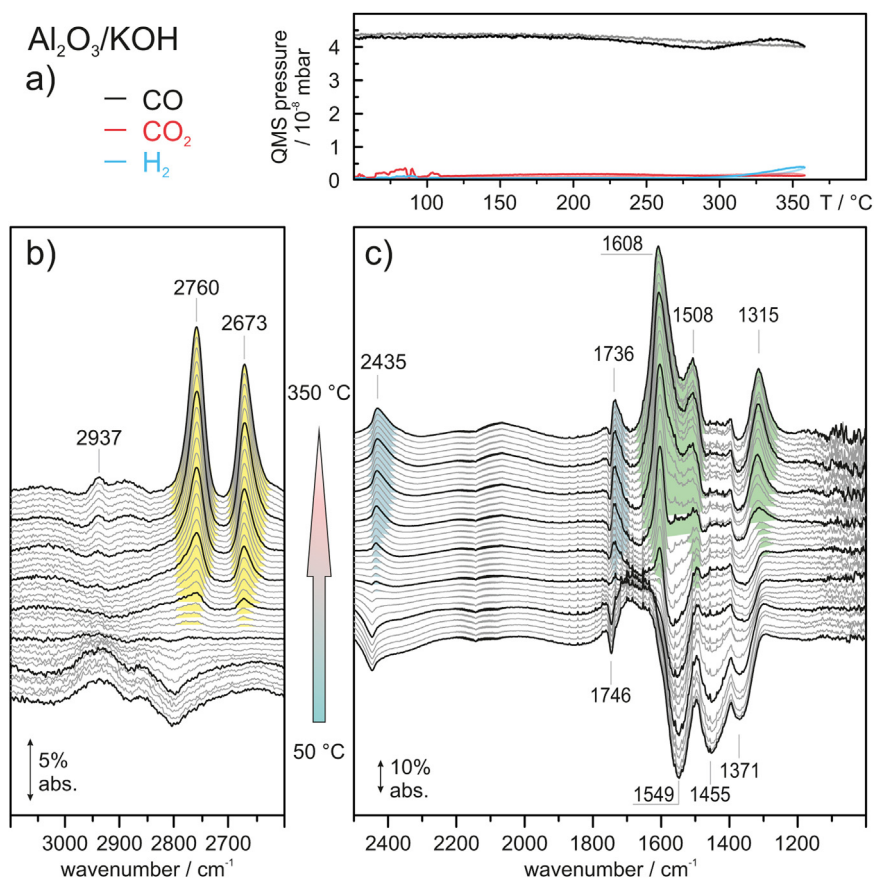 Al₂O₃/KOH
a)
CO
CO₂
H₂
QMS pressure
/ 10⁻⁸ mbar
4
3
2
1
0
100
150
200
250
300
350
T / °C
b)
2760
2673
2937
5%
abs.
3000
2900
2800
2700
wavenumber / cm⁻¹
350 °C
50 °C
c)
1608
1508
1315
2435
1736
1746
1371
1549
1455
10%
abs.
2400
2200
2000
1800
1600
1400
1200
wavenumber / cm⁻¹